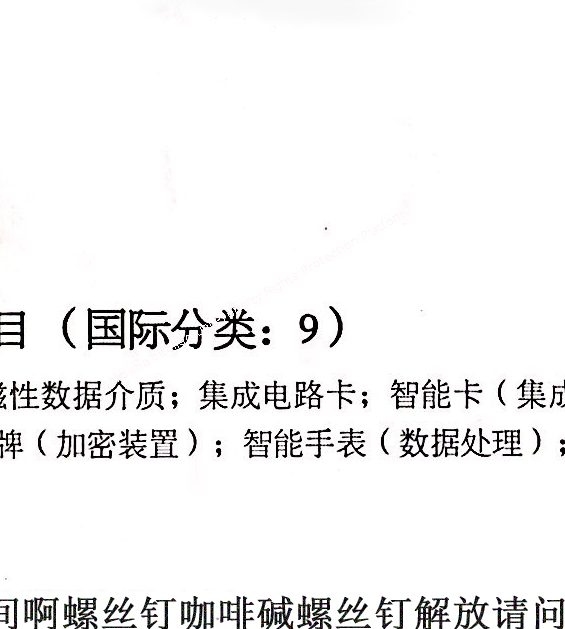 目（国际分类：9）
磁性数据介质；集成电路卡；智能卡（集成
牌（加密装置）；智能手表（数据处理）；
间啊螺丝钉咖啡碱螺丝钉解放请问